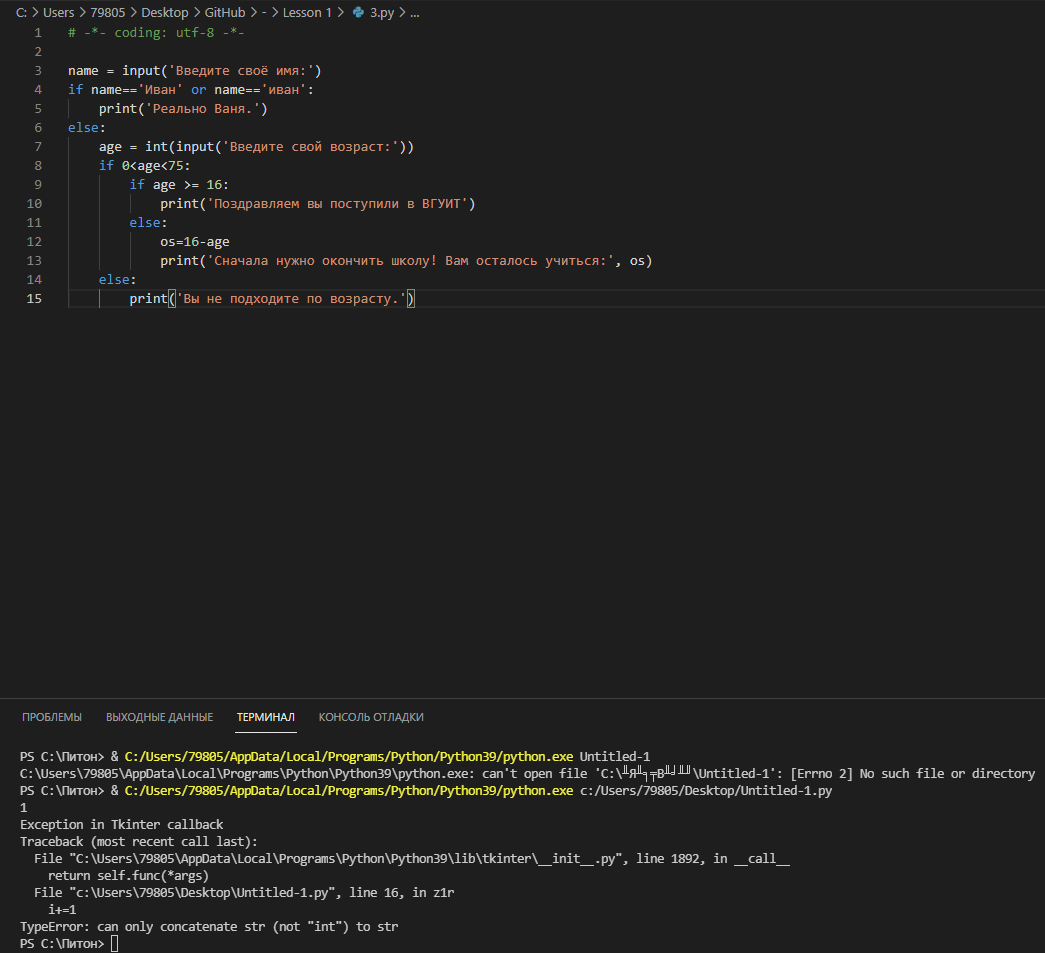 C: > Users > 79805 > Desktop > GitHub > - > Lesson 1 > 3.py > ...
1 # -*- coding: utf-8 -*-
2
3 name = input('Введите своё имя:')
4 if name=='Иван' or name=='иван':
5 print('Реально Ваня.')
6 else:
7 age = int(input('Введите свой возраст:'))
8 if 0<age<75:
9 if age >= 16:
10 print('Поздравляем вы поступили в ВГУИТ')
11 else:
12 os=16-age
13 print('Сначала нужно окончить школу! Вам осталось учиться:', os)
14 else:
15 print('Вы не подходите по возрасту.')
ПРОБЛЕМЫ ВЫХОДНЫЕ ДАННЫЕ ТЕРМИНАЛ КОНСОЛЬ ОТЛАДКИ
PS C:\Питон> & C:/Users/79805/AppData/Local/Programs/Python/Python39/python.exe Untitled-1
C:\Users\79805\AppData\Local\Programs\Python\Python39\python.exe: can't open file 'C:\\Untitled-1': [Errno 2] No such file or directory
PS C:\Питон> & C:/Users/79805/AppData/Local/Programs/Python/Python39/python.exe c:/Users/79805/Desktop/Untitled-1.py
1
Exception in Tkinter callback
Traceback (most recent call last):
File "C:\Users\79805\AppData\Local\Programs\Python\Python39\lib\tkinter\__init__.py", line 1892, in __call__
return self.func(*args)
File "c:\Users\79805\Desktop\Untitled-1.py", line 16, in z1r
i+=1
TypeError: can only concatenate str (not "int") to str
PS C:\Питон>